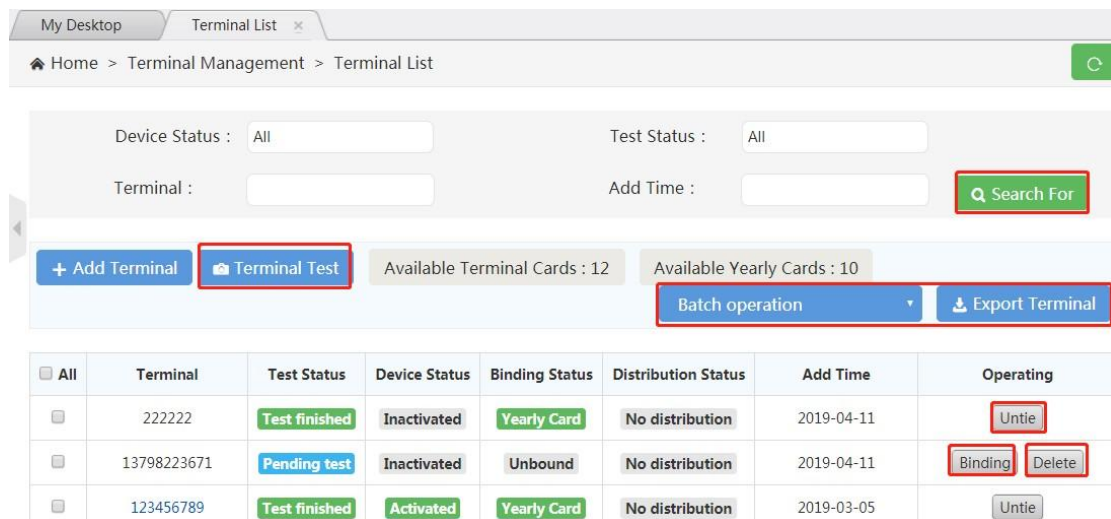 My Desktop Terminal List ×
Home > Terminal Management > Terminal List
Device Status : All Test Status : All
Terminal : Add Time : Search For
+ Add Terminal Terminal Test Available Terminal Cards : 12 Available Yearly Cards : 10
Batch operation Export Terminal
All Terminal Test Status Device Status Binding Status Distribution Status Add Time Operating
222222 Test finished Inactivated Yearly Card No distribution 2019-04-11 Untie
13798223671 Pending test Inactivated Unbound No distribution 2019-04-11 Binding Delete
123456789 Test finished Activated Yearly Card No distribution 2019-03-05 Untie